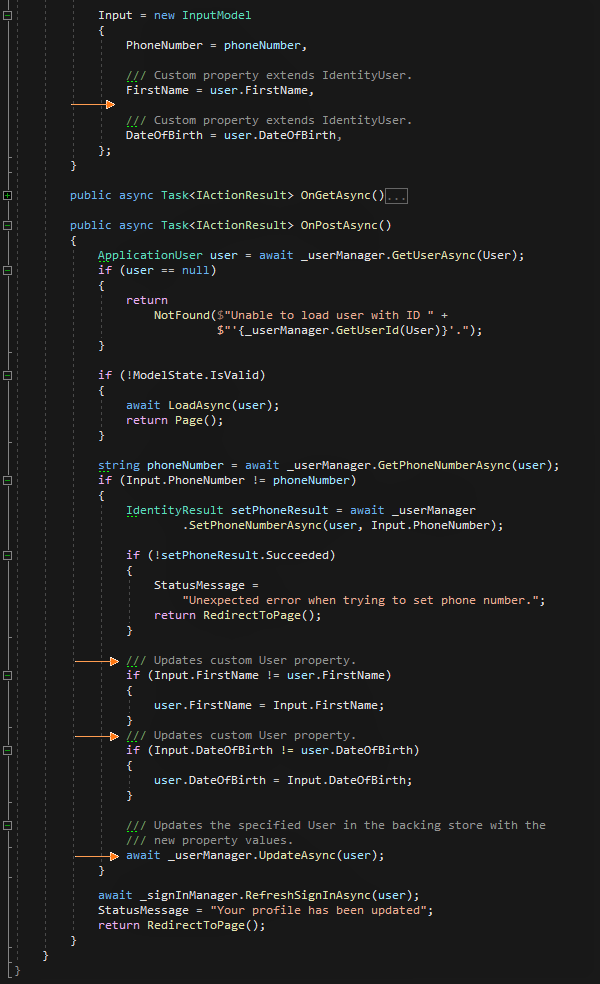 Input = new InputModel
{
PhoneNumber = phoneNumber,
/// Custom property extends IdentityUser.
FirstName = user.FirstName,
/// Custom property extends IdentityUser.
DateOfBirth = user.DateOfBirth,
};
}
public async Task<IActionResult> OnGetAsync()...
public async Task<IActionResult> OnPostAsync()
{
ApplicationUser user = await _userManager.GetUserAsync(User);
if (user == null)
{
return
NotFound($"Unable to load user with ID " +
$"'{_userManager.GetUserId(User)}'.");
}
if (!ModelState.IsValid)
{
await LoadAsync(user);
return Page();
}
string phoneNumber = await _userManager.GetPhoneNumberAsync(user);
if (Input.PhoneNumber != phoneNumber)
{
IdentityResult setPhoneResult = await _userManager
.SetPhoneNumberAsync(user, Input.PhoneNumber);
if (!setPhoneResult.Succeeded)
{
StatusMessage =
"Unexpected error when trying to set phone number.";
return RedirectToPage();
}
/// Updates custom User property.
if (Input.FirstName != user.FirstName)
{
user.FirstName = Input.FirstName;
}
/// Updates custom User property.
if (Input.DateOfBirth != user.DateOfBirth)
{
user.DateOfBirth = Input.DateOfBirth;
}
/// Updates the specified User in the backing store with the
/// new property values.
await _userManager.UpdateAsync(user);
}
await _signInManager.RefreshSignInAsync(user);
StatusMessage = "Your profile has been updated";
return RedirectToPage();
}
}
}